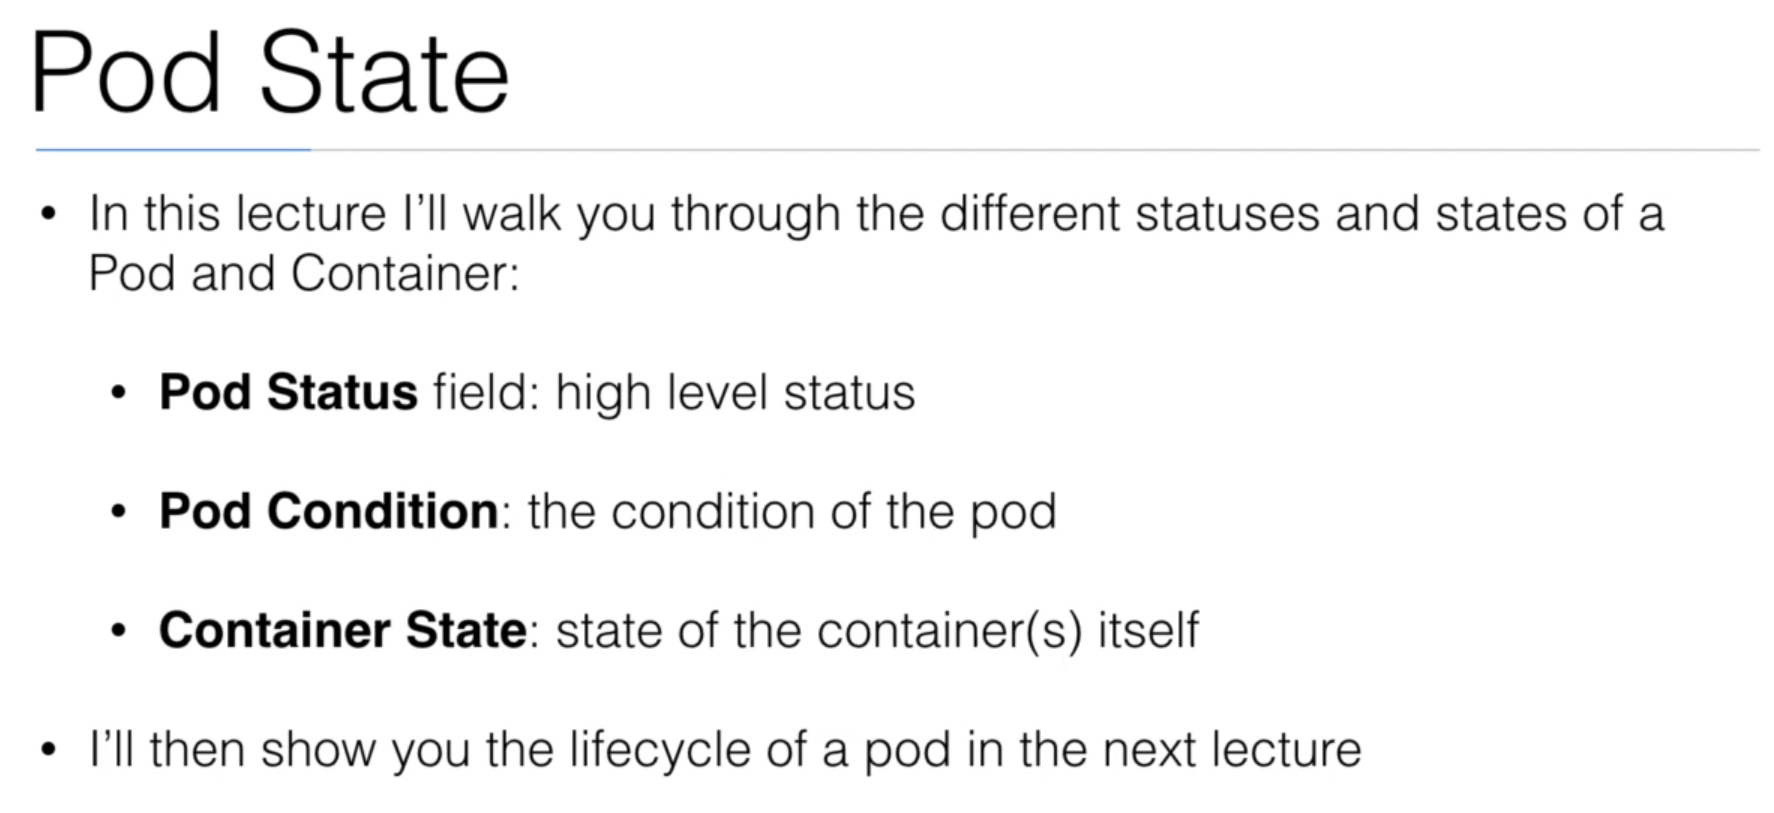 Pod State
• In this lecture I’ll walk you through the different statuses and states of a
Pod and Container:
• Pod Status field: high level status
• Pod Condition: the condition of the pod
• Container State: state of the container(s) itself
• I’ll then show you the lifecycle of a pod in the next lecture